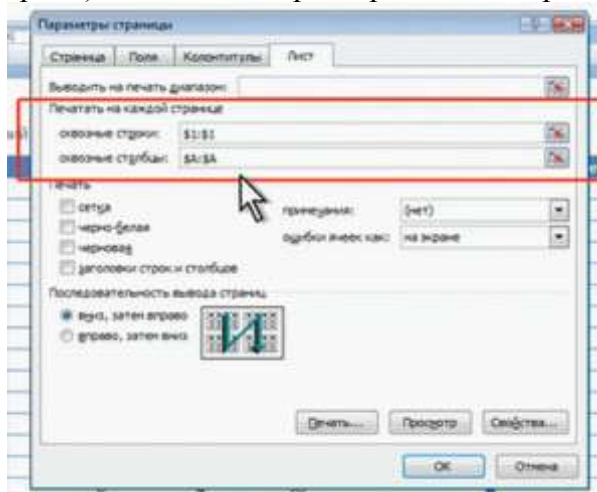 Параметры страницы
Страница Поля Колонтитулы Лист
Выводить на печать диапазон:
Печатать на каждой странице
сквозные строки: $1:$1
сквозные столбцы: $A:$A
Печать
сетка
черно-белая
черновая
заголовки строк и столбцов
примечания: (нет)
ошибки ячеек как: на экране
Последовательность вывода страниц
вниз, затем вправо
вправо, затем вниз
Печать... Просмотр Свойства...
ОК Отмена